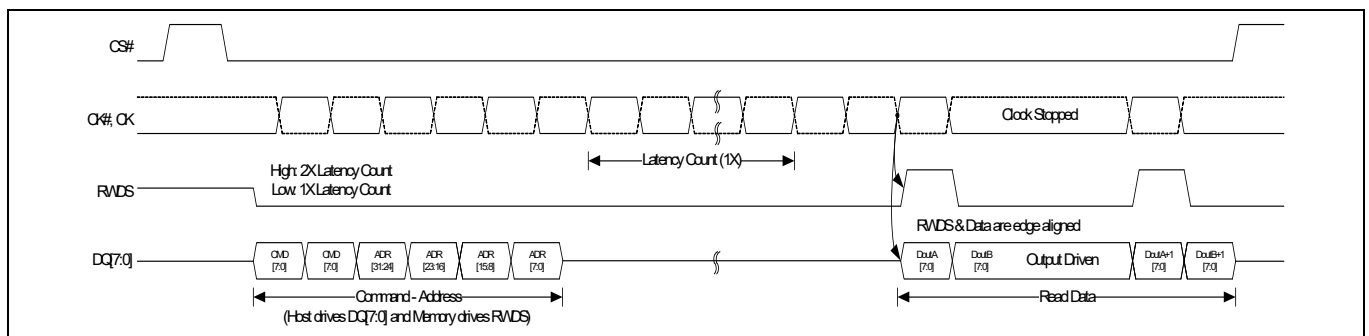 CS#
CK#, CK
Clock Stopped
Latency Count (1X)
High: 2X Latency Count
Low: 1X Latency Count
RWDS
RWDS & Data are edge aligned
DQ[7:0]
CMD [7:0]
CMD [7:0]
ADR [31:24]
ADR [23:16]
ADR [15:8]
ADR [7:0]
DoutA [7:0]
DoutB [7:0]
Output Driven
DoutA+1 [7:0]
DoutB+1 [7:0]
Command - Address
Read Data
(Host drives DQ[7:0] and Memory drives RWDS)